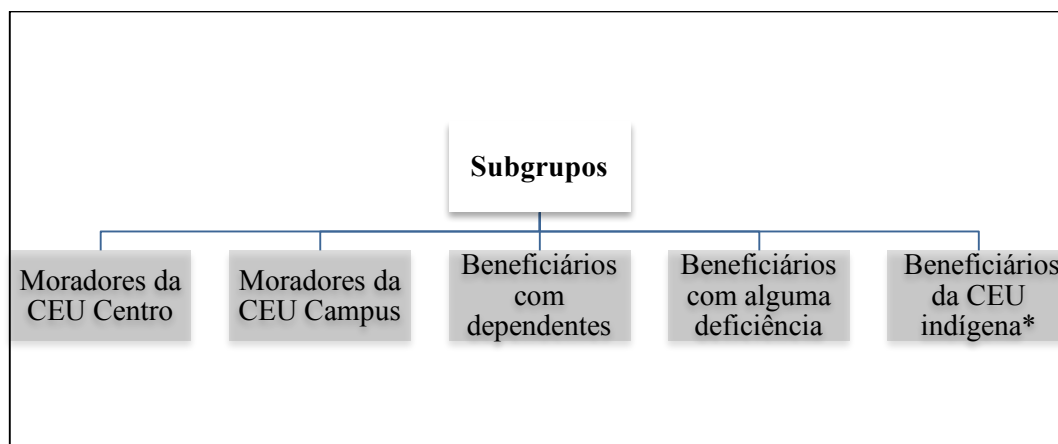 Subgrupos
Moradores da
CEU Centro
Moradores da
CEU Campus
Beneficiários
com
dependentes
Beneficiários
com alguma
deficiência
Beneficiários
da CEU
indígena*